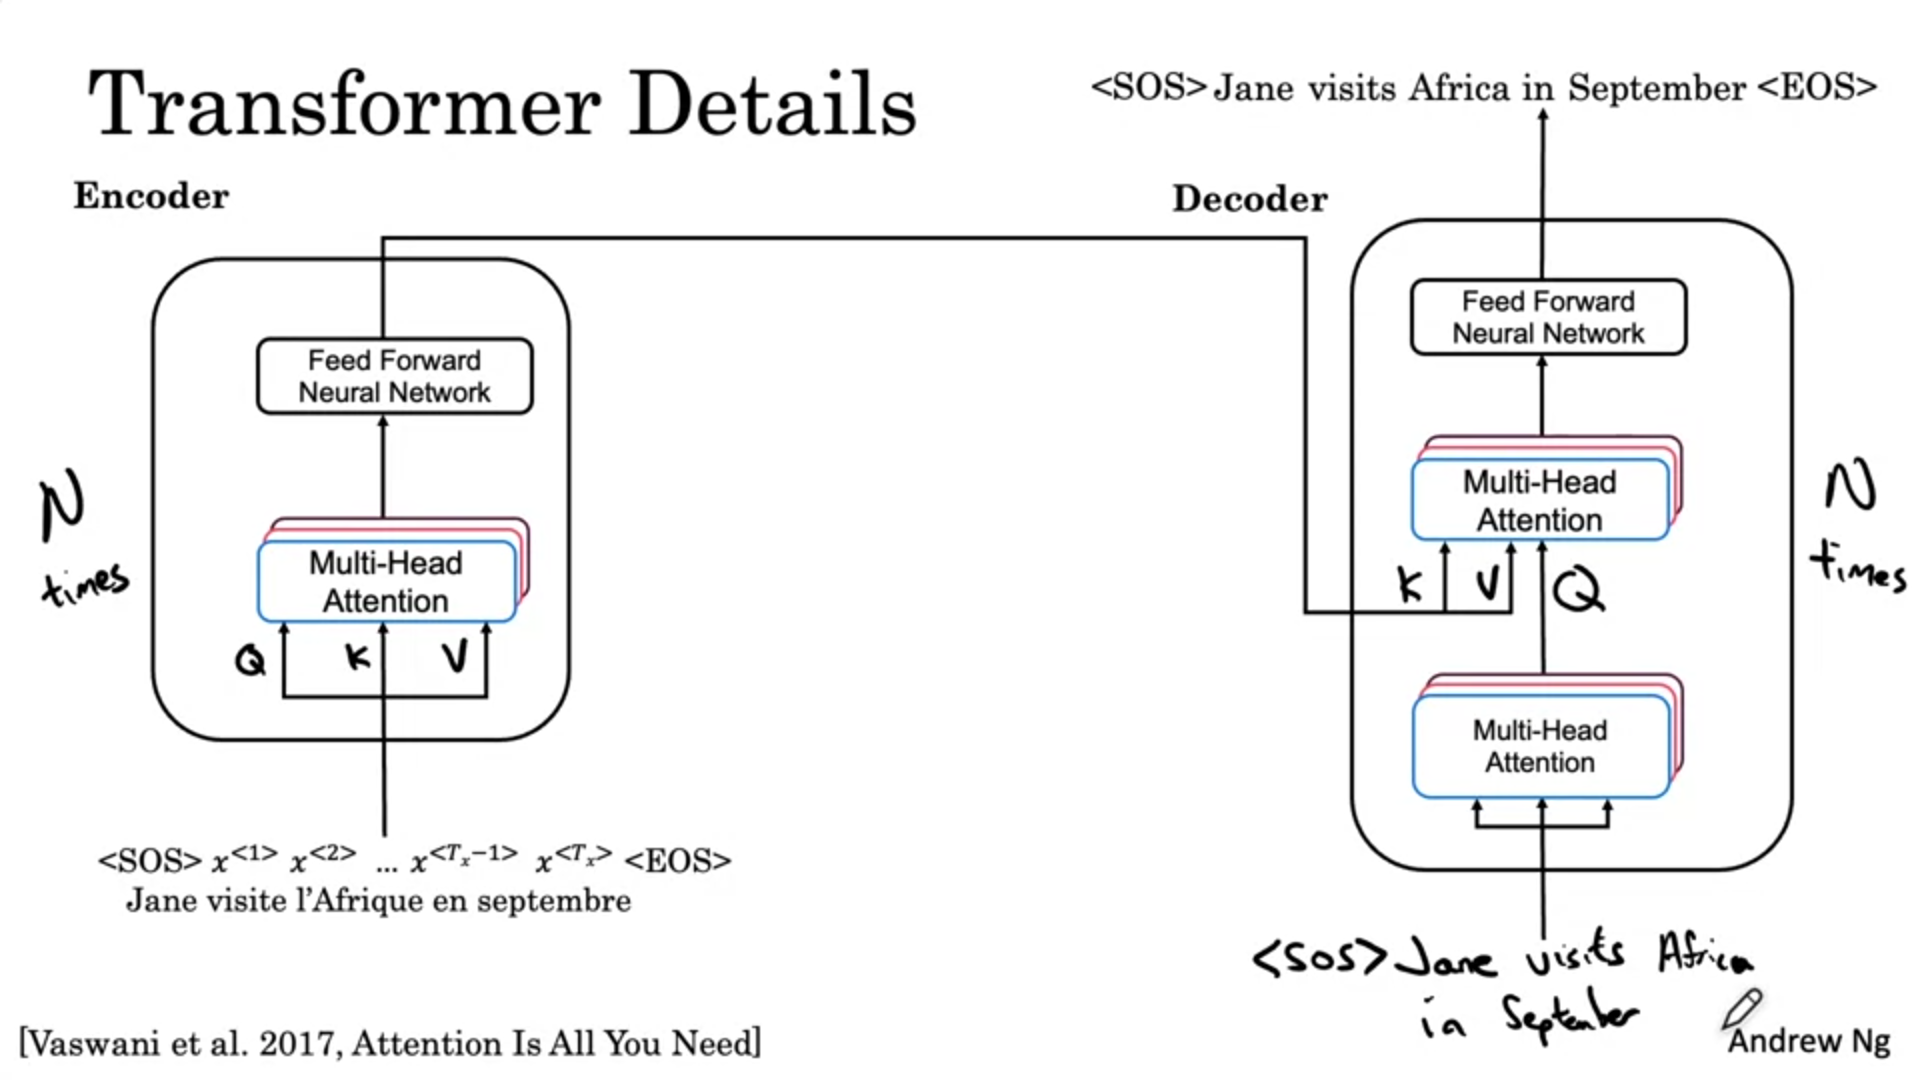 Transformer Details
<SOS> Jane visits Africa in September <EOS>
Encoder
Decoder
Feed Forward
Neural Network
Multi-Head
Attention
Q K V
N
times
<SOS> x<1> x<2> ... x<Tx−1> x<Tx> <EOS>
Jane visite l'Afrique en septembre
Feed Forward
Neural Network
Multi-Head
Attention
K V Q
N
times
Multi-Head
Attention
<SOS> Jane visits Africa
in September
[Vaswani et al. 2017, Attention Is All You Need]
Andrew Ng